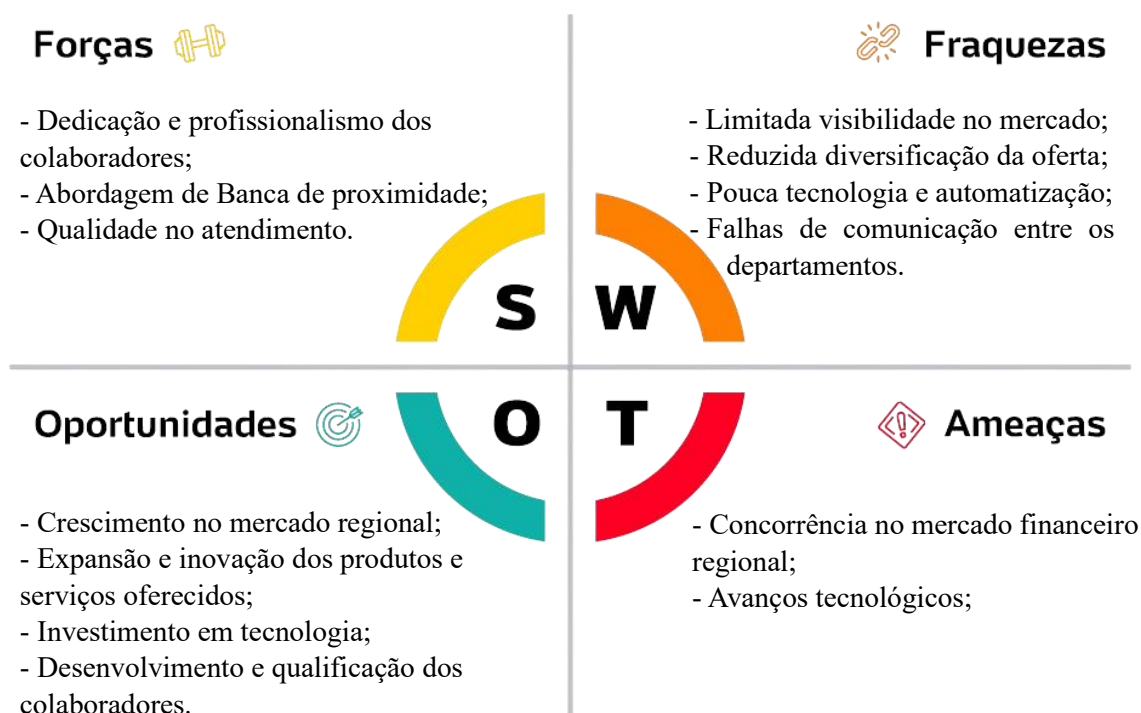 Forças
- Dedicação e profissionalismo dos
colaboradores;
- Abordagem de Banca de proximidade;
- Qualidade no atendimento.
Fraquezas
- Limitada visibilidade no mercado;
- Reduzida diversificação da oferta;
- Pouca tecnologia e automatização;
- Falhas de comunicação entre os
departamentos.
S W
O T
Oportunidades
- Crescimento no mercado regional;
- Expansão e inovação dos produtos e
serviços oferecidos;
- Investimento em tecnologia;
- Desenvolvimento e qualificação dos
colaboradores.
Ameaças
- Concorrência no mercado financeiro
regional;
- Avanços tecnológicos;